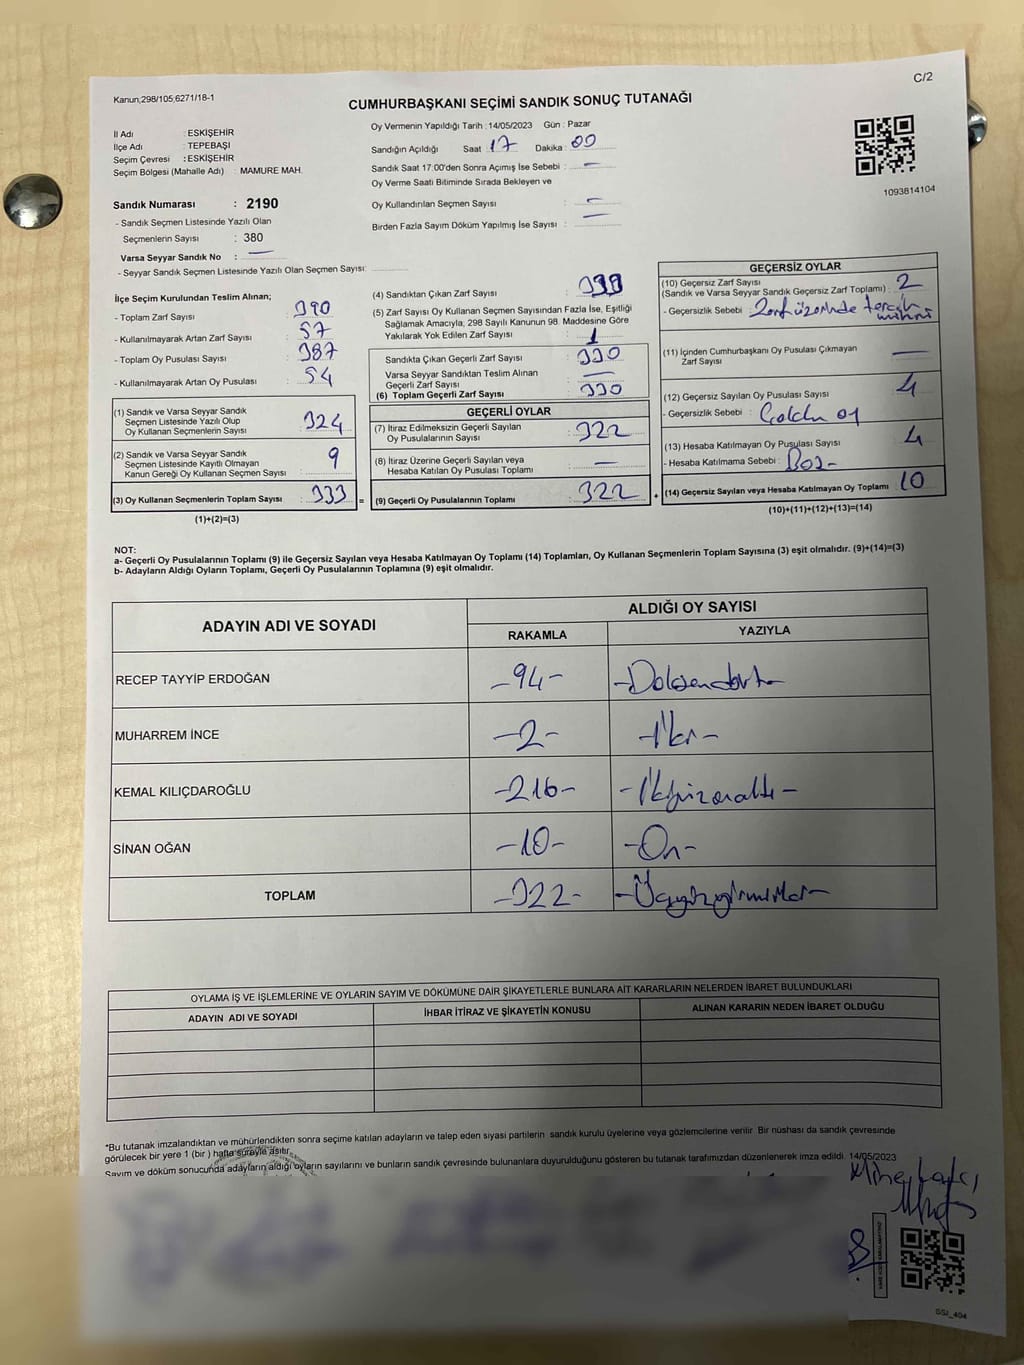 C/2
Kanun;298/105;6271/18-1
CUMHURBAŞKANI SEÇİMİ SANDIK SONUÇ TUTANAĞI
İl Adı : ESKİŞEHİR
İlçe Adı : TEPEBAŞI
Seçim Çevresi : ESKİŞEHİR
Seçim Bölgesi (Mahalle Adı) : MAMURE MAH.
Sandık Numarası : 2190
- Sandık Seçmen Listesinde Yazılı Olan
Seçmenlerin Sayısı : 380
Varsa Seyyar Sandık No : —
- Seyyar Sandık Seçmen Listesinde Yazılı Olan Seçmen Sayısı:
Oy Vermenin Yapıldığı Tarih : 14/05/2023 Gün : Pazar
Sandığın Açıldığı Saat 17 Dakika : 00
Sandık Saat 17:00'den Sonra Açımış İse Sebebi : —
Oy Verme Saati Bitiminde Sırada Bekleyen ve
Oy Kullandırılan Seçmen Sayısı : —
Birden Fazla Sayım Döküm Yapılmış İse Sayısı : —
1093814104
İlçe Seçim Kurulundan Teslim Alınan;
- Toplam Zarf Sayısı : 390
- Kullanılmayarak Artan Zarf Sayısı : 57
- Toplam Oy Pusulası Sayısı : 387
- Kullanılmayarak Artan Oy Pusulası : 54
(1) Sandık ve Varsa Seyyar Sandık
Seçmen Listesinde Yazılı Olup
Oy Kullanan Seçmenlerin Sayısı : 324
(2) Sandık ve Varsa Seyyar Sandık
Seçmen Listesinde Kayıtlı Olmayan
Kanun Gereği Oy Kullanan Seçmen Sayısı : 9
(3) Oy Kullanan Seçmenlerin Toplam Sayısı : 333 =
(1)+(2)=(3)
(4) Sandıktan Çıkan Zarf Sayısı :
(5) Zarf Sayısı Oy Kullanan Seçmen Sayısından Fazla İse, Eşitliği
Sağlamak Amacıyla, 298 Sayılı Kanunun 98. Maddesine Göre
Yakılarak Yok Edilen Zarf Sayısı : 1
Sandıkta Çıkan Geçerli Zarf Sayısı : 330
Varsa Seyyar Sandıktan Teslim Alınan
Geçerli Zarf Sayısı : —
(6) Toplam Geçerli Zarf Sayısı : 330
GEÇERLİ OYLAR
(7) İtiraz Edilmeksizin Geçerli Sayılan
Oy Pusulalarının Sayısı : 322
(8) İtiraz Üzerine Geçerli Sayılan veya
Hesaba Katılan Oy Pusulası Toplamı : —
(9) Geçerli Oy Pusulalarının Toplamı : 322 +
GEÇERSİZ OYLAR
(10) Geçersiz Zarf Sayısı
(Sandık ve Varsa Seyyar Sandık Geçersiz Zarf Toplamı) : 2
- Geçersizlik Sebebi : Zarf üzerinde tercih
mührü
(11) İçinden Cumhurbaşkanı Oy Pusulası Çıkmayan
Zarf Sayısı : —
(12) Geçersiz Sayılan Oy Pusulası Sayısı : 4
- Geçersizlik Sebebi : oy
(13) Hesaba Katılmayan Oy Pusulası Sayısı : 4
- Hesaba Katılmama Sebebi : Boş-
(14) Geçersiz Sayılan veya Hesaba Katılmayan Oy Toplamı : 10
(10)+(11)+(12)+(13)=(14)
NOT:
a- Geçerli Oy Pusulalarının Toplamı (9) ile Geçersiz Sayılan veya Hesaba Katılmayan Oy Toplamı (14) Toplamları, Oy Kullanan Seçmenlerin Toplam Sayısına (3) eşit olmalıdır. (9)+(14)=(3)
b- Adayların Aldığı Oyların Toplamı, Geçerli Oy Pusulalarının Toplamına (9) eşit olmalıdır.
ADAYIN ADI VE SOYADI
ALDIĞI OY SAYISI
RAKAMLA YAZIYLA
RECEP TAYYİP ERDOĞAN -94- -Doksandört-
MUHARREM İNCE -2- -İki-
KEMAL KILIÇDAROĞLU -216- -İkiyüzonaltı-
SİNAN OĞAN -10- -On-
TOPLAM -322- -Üçyüzyirmiiki-
OYLAMA İŞ VE İŞLEMLERİNE VE OYLARIN SAYIM VE DÖKÜMÜNE DAİR ŞİKAYETLERLE BUNLARA AİT KARARLARIN NELERDEN İBARET BULUNDUKLARI
ADAYIN ADI VE SOYADI İHBAR İTİRAZ VE ŞİKAYETİN KONUSU ALINAN KARARIN NEDEN İBARET OLDUĞU
*Bu tutanak imzalandıktan ve mühürlendikten sonra seçime katılan adayların ve talep eden siyasi partilerin sandık kurulu üyelerine veya gözlemcilerine verilir. Bir nüshası da sandık çevresinde
görülecek bir yere 1 (bir ) hafta süreyle asılır.
Sayım ve döküm sonucunda adayların aldığı oyların sayılarını ve bunların sandık çevresinde bulunanlara duyurulduğunu gösteren bu tutanak tarafımızdan düzenlenerek imza edildi. 14/05/2023
SSJ_404